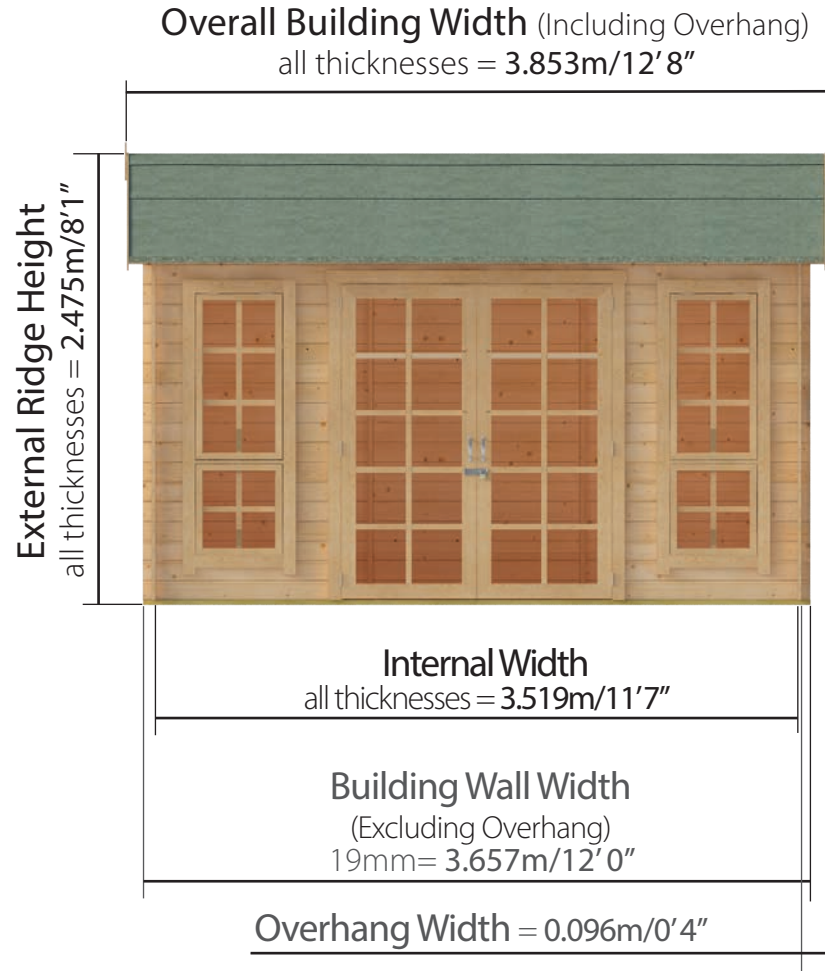 Overall Building Width (Including Overhang)
all thicknesses = 3.853m/12’ 8”
External Ridge Height
all thicknesses = 2.475m/8’1”
Internal Width
all thicknesses = 3.519m/11’7”
Building Wall Width
(Excluding Overhang)
19mm= 3.657m/12’ 0”
Overhang Width = 0.096m/0’ 4”